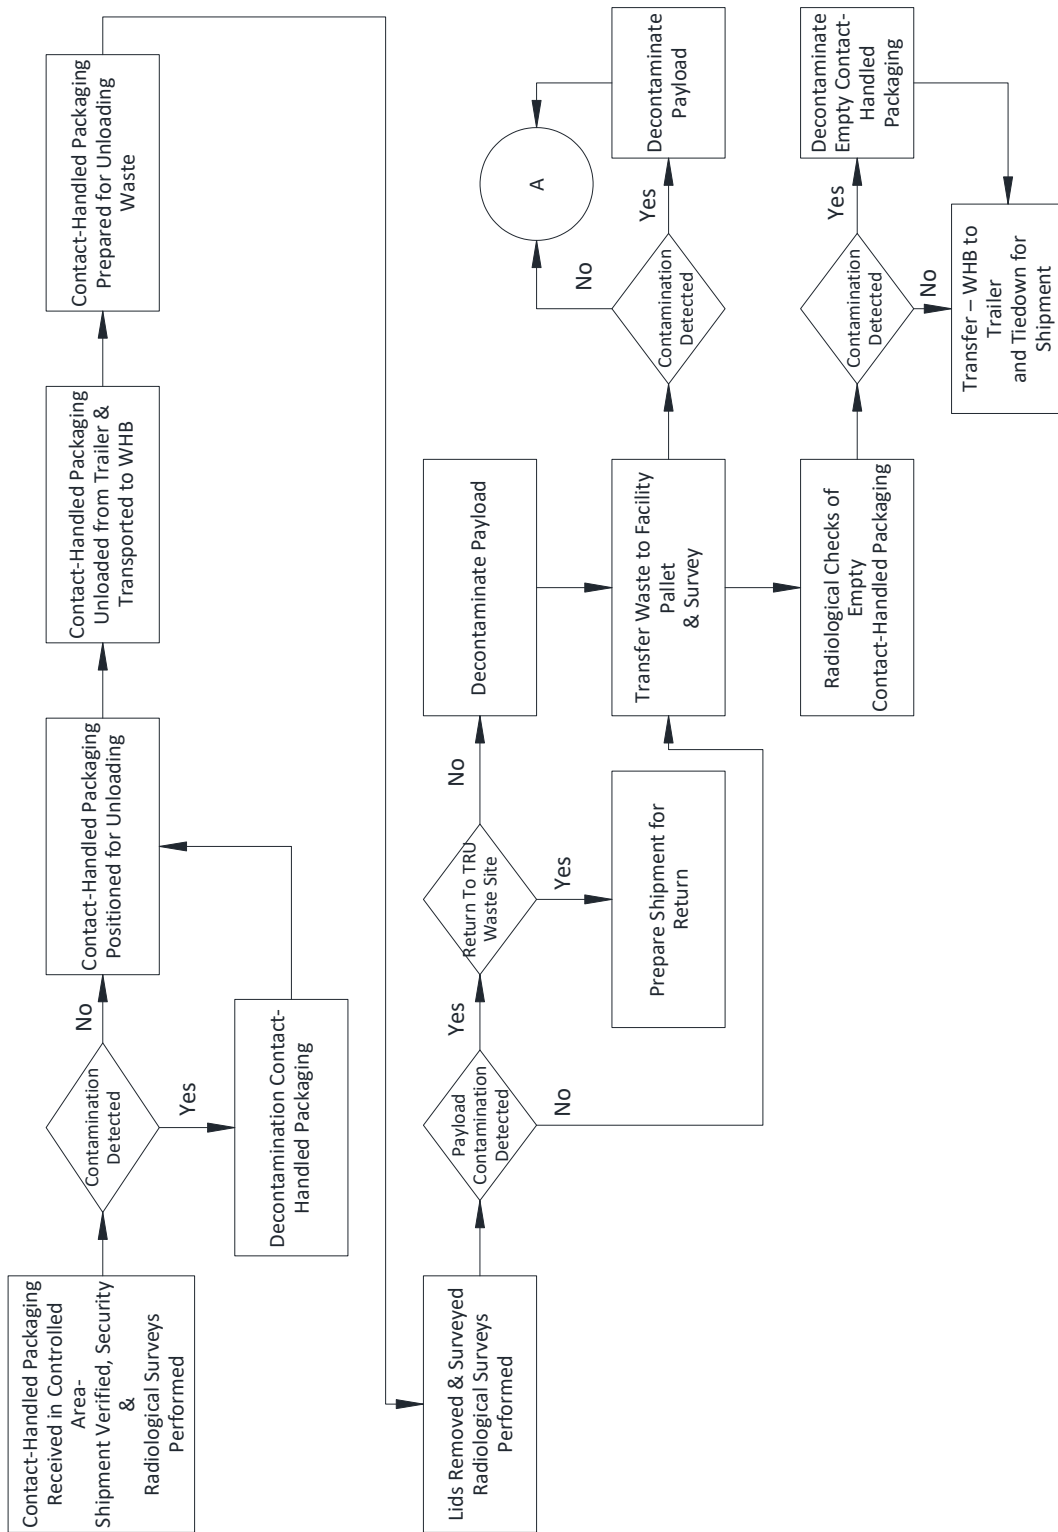 Contact-Handled Packaging
Received in Controlled
Area-
Shipment Verified, Security
&
Radiological Surveys
Performed
Contamination
Detected
No
Yes
Decontamination Contact-
Handled Packaging
Contact-Handled Packaging
Positioned for Unloading
Contact-Handled Packaging
Unloaded from Trailer &
Transported to WHB
Contact-Handled Packaging
Prepared for Unloading
Waste
Lids Removed & Surveyed
Radiological Surveys
Performed
Payload
Contamination
Detected
Yes
No
Return To TRU
Waste Site
No
Yes
Prepare Shipment for
Return
Decontaminate Payload
Transfer Waste to Facility
Pallet
& Survey
Contamination
Detected
No
Yes
A
Decontaminate
Payload
Radiological Checks of
Empty
Contact-Handled Packaging
Contamination
Detected
Yes
No
Decontaminate
Empty Contact-
Handled
Packaging
Transfer – WHB to
Trailer
and Tiedown for
Shipment